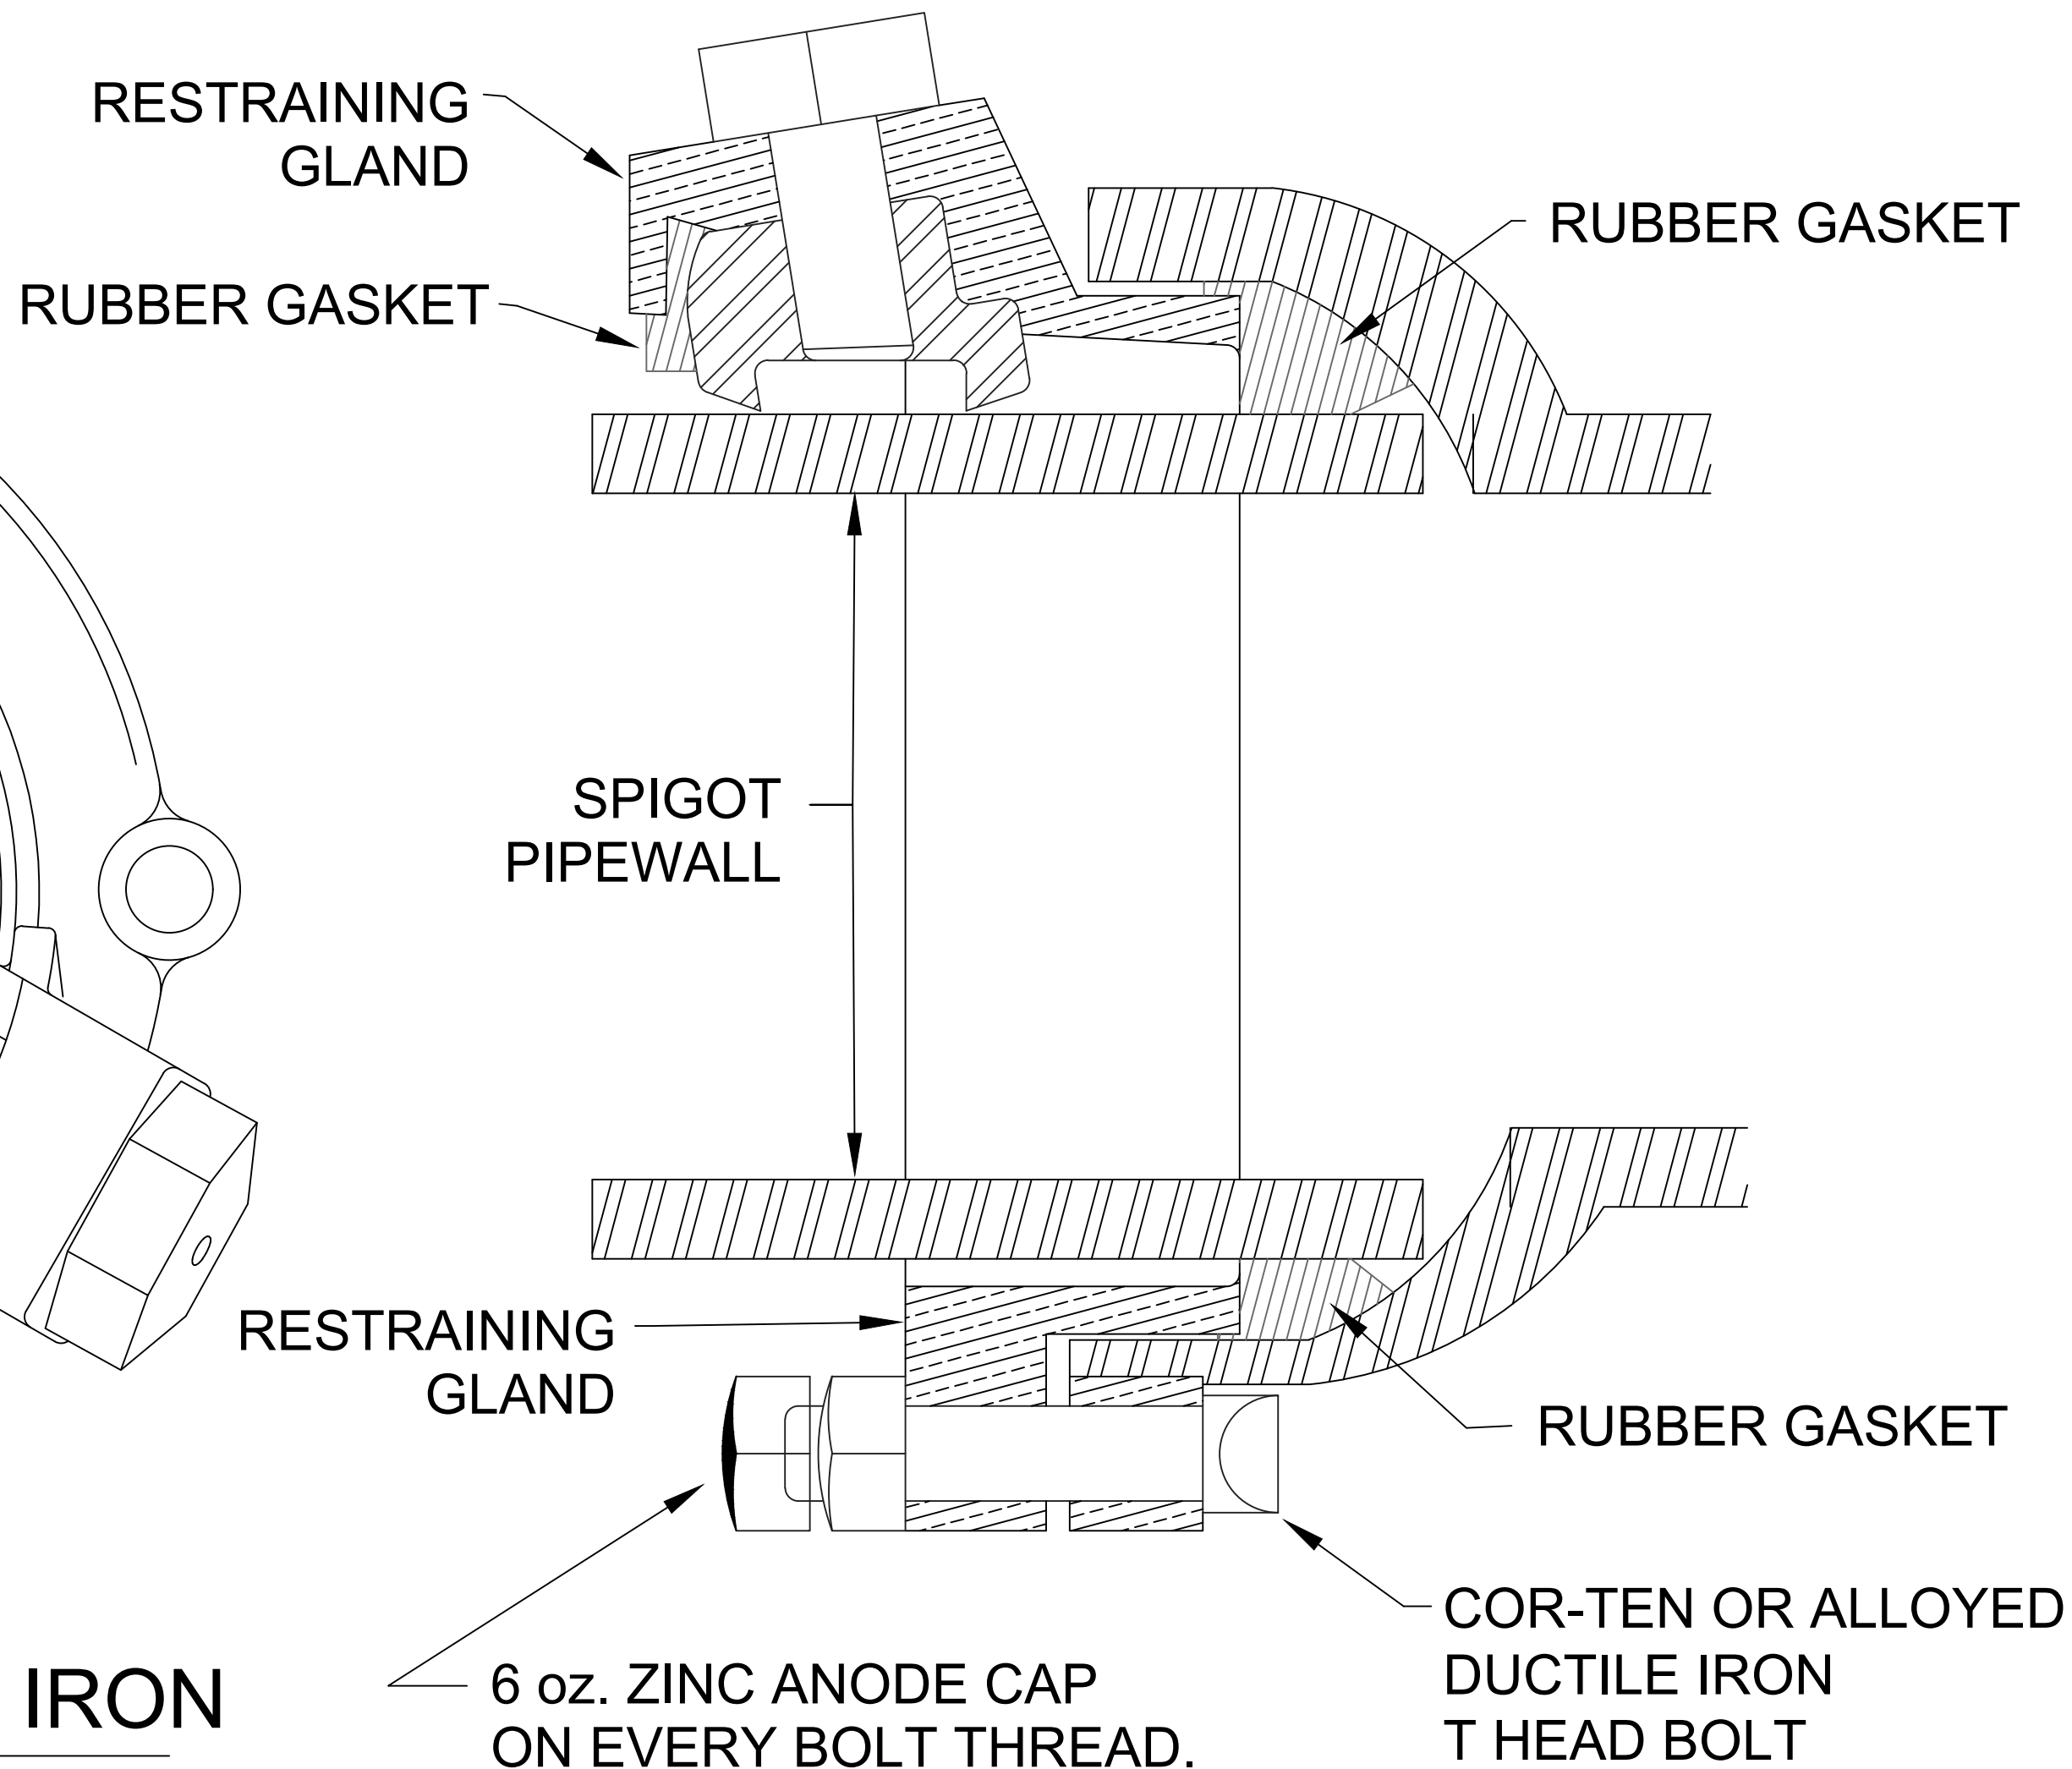 RESTRAINING
GLAND
RUBBER GASKET
RUBBER GASKET
SPIGOT
PIPEWALL
RESTRAINING
GLAND
RUBBER GASKET
COR-TEN OR ALLOYED
DUCTILE IRON
T HEAD BOLT
6 oz. ZINC ANODE CAP
ON EVERY BOLT THREAD.
IRON